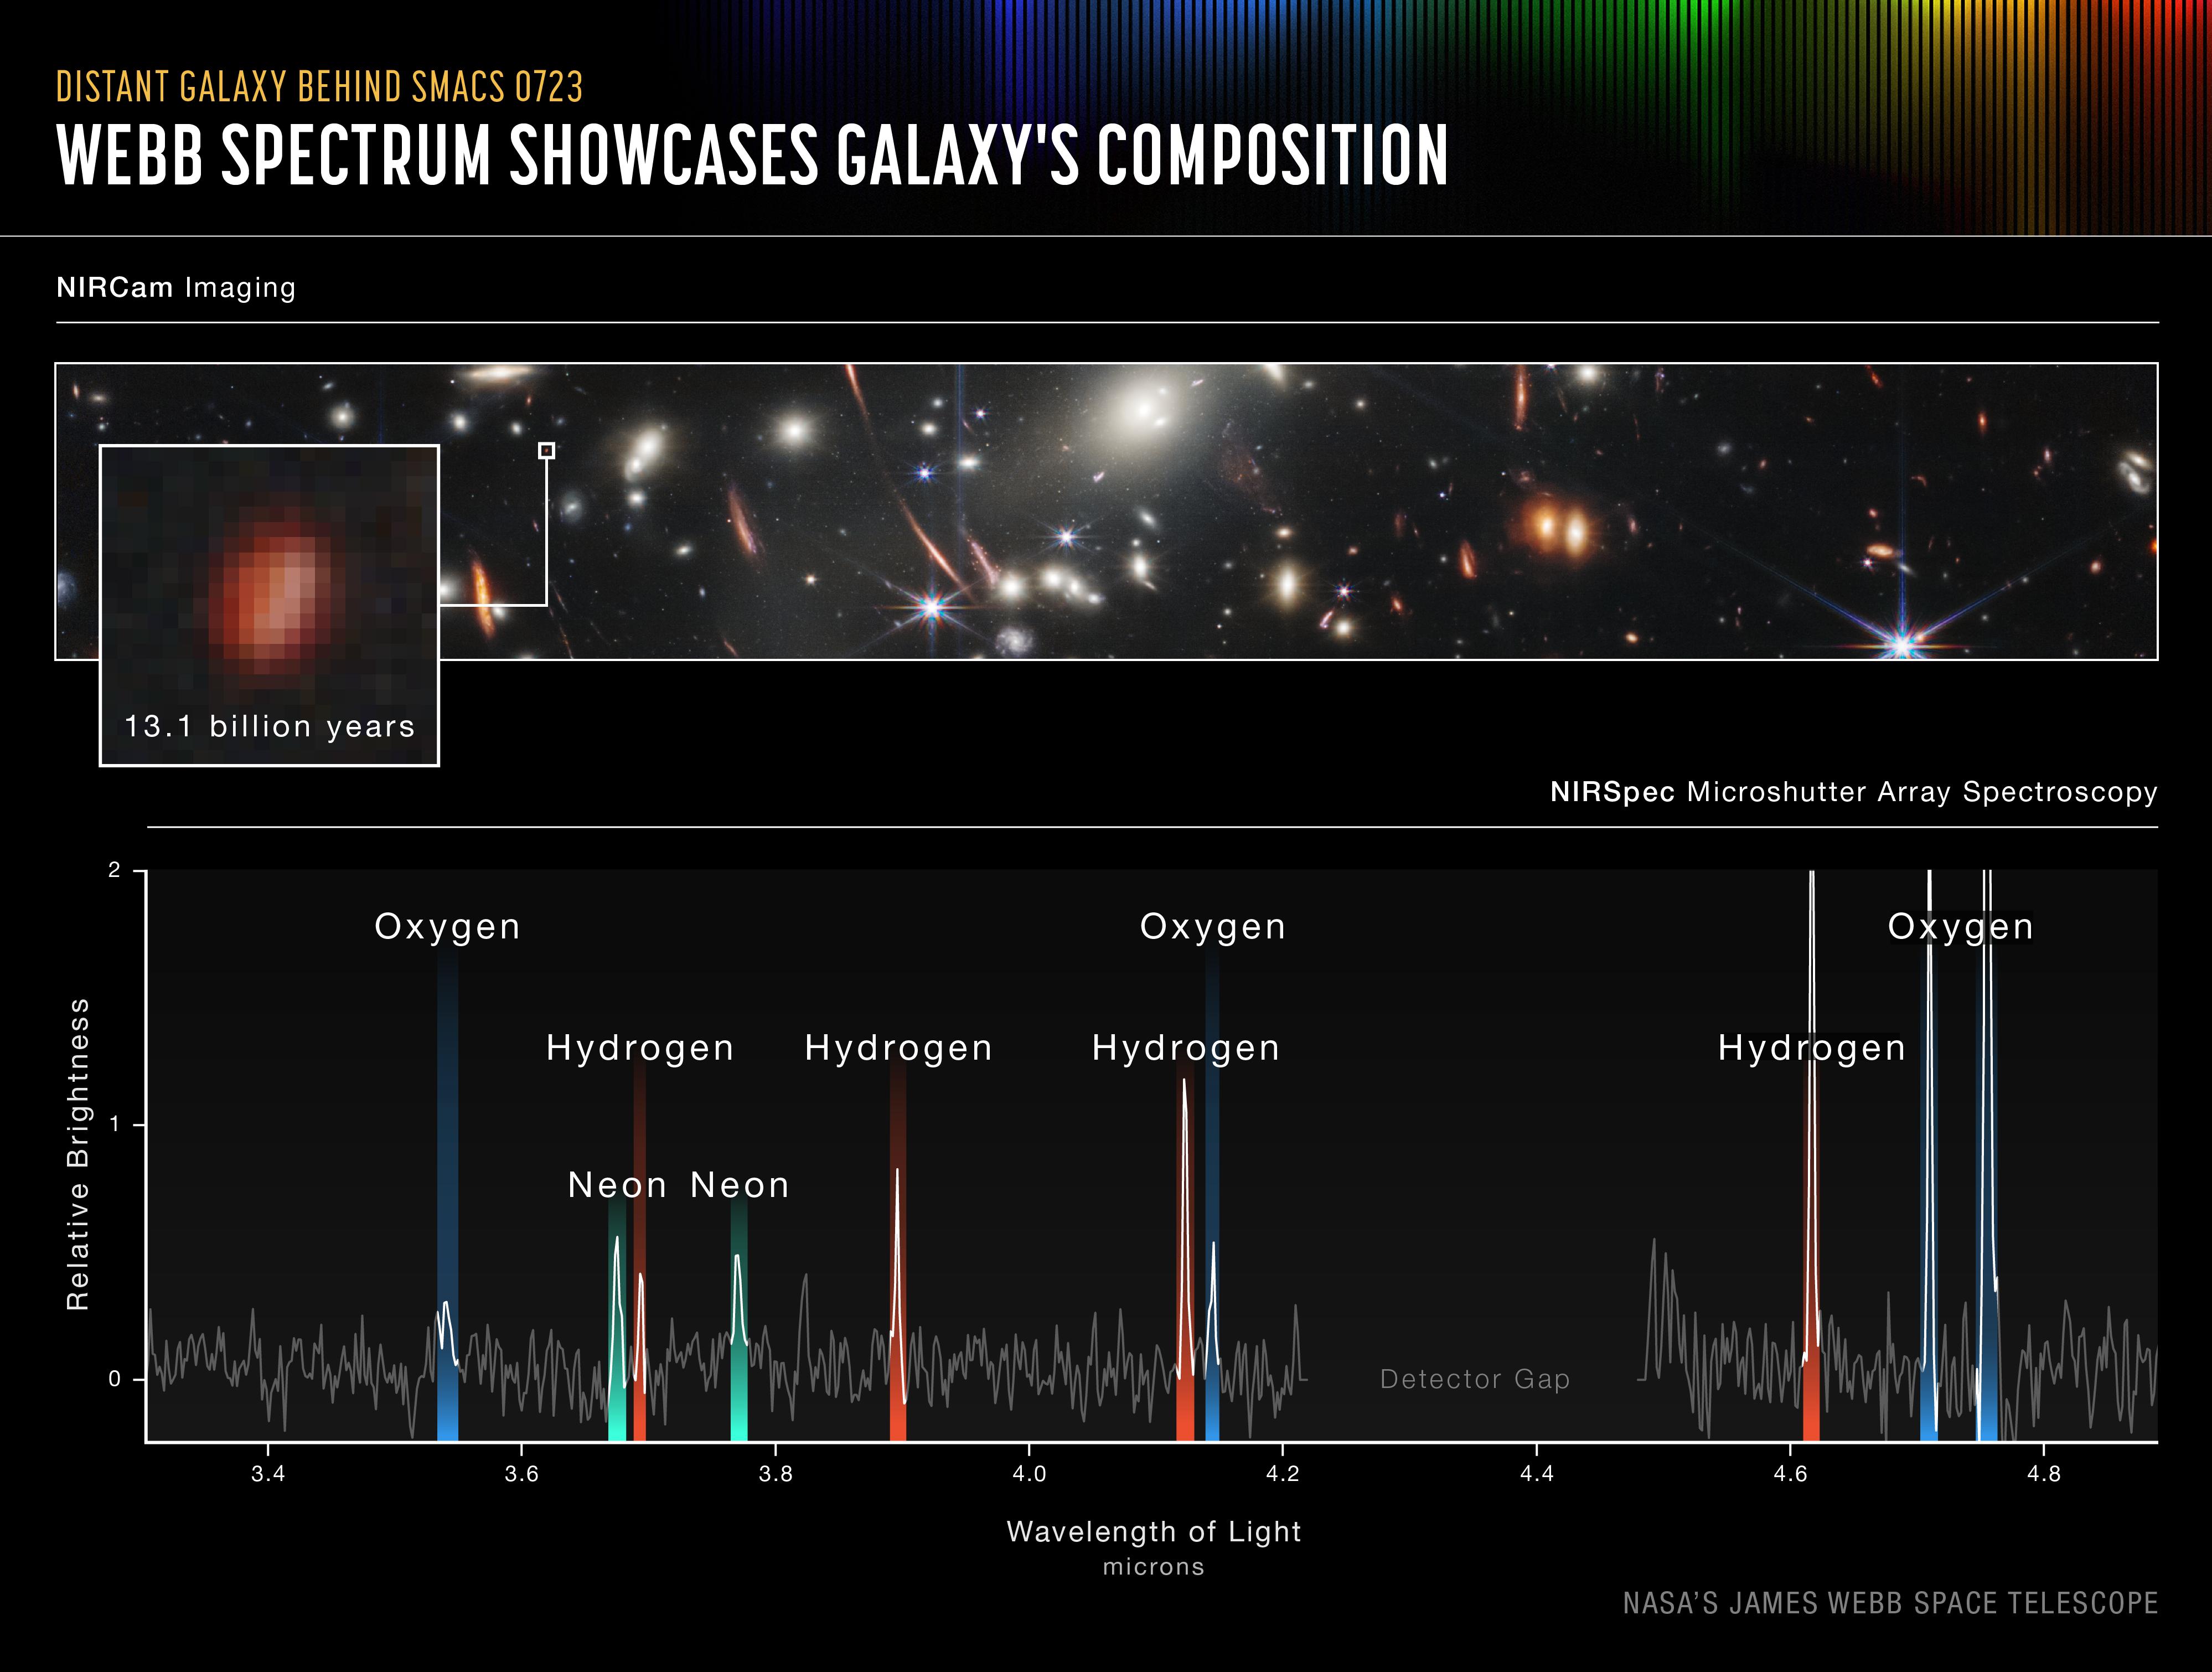 DISTANT GALAXY BEHIND SMACS 0723
WEBB SPECTRUM SHOWCASES GALAXY'S COMPOSITION
NIRCam Imaging
13.1 billion years
NIRSpec Microshutter Array Spectroscopy
2
Oxygen
Oxygen
Oxygen
Hydrogen
Hydrogen
Hydrogen
Hydrogen
Relative Brightness
1
Neon
Neon
0
Detector Gap
3.4
3.6
3.8
4.0
4.2
4.4
4.6
4.8
Wavelength of Light
microns
NASA’S JAMES WEBB SPACE TELESCOPE